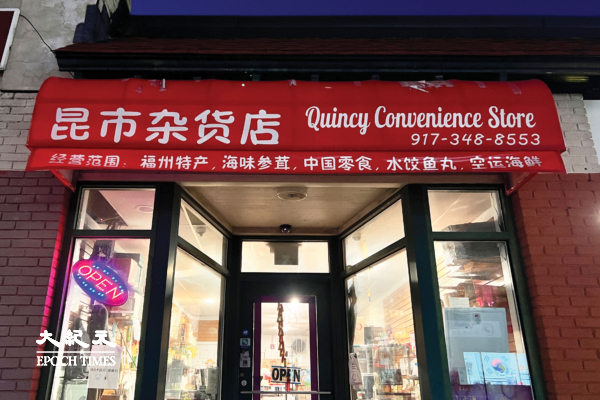 昆市杂货店
Quincy Convenience Store
917-348-8553
经营范围：福州特产，海味参茸，中国零食，水饺鱼丸，空运海鲜
OPEN
OPEN
大紀元
EPOCH TIMES